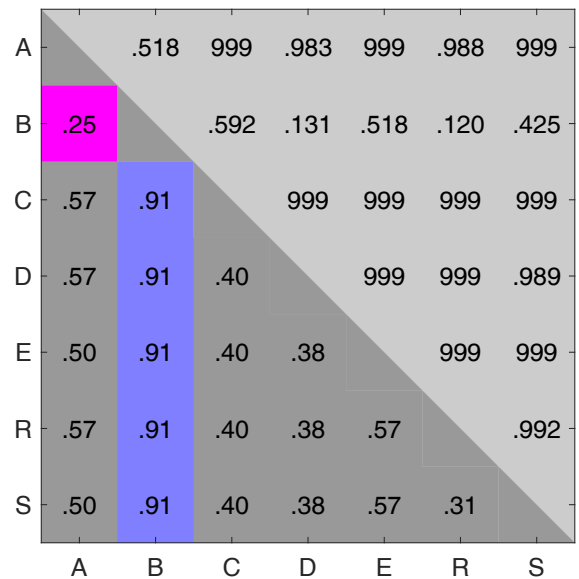 A .518 999 .983 999 .988 999
B .25 .592 .131 .518 .120 .425
C .57 .91 999 999 999 999
D .57 .91 .40 999 999 .989
E .50 .91 .40 .38 999 999
R .57 .91 .40 .38 .57 .992
S .50 .91 .40 .38 .57 .31
A B C D E R S